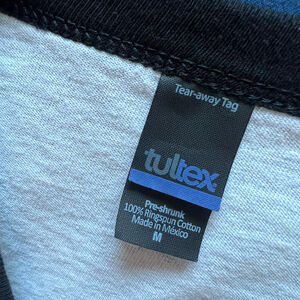 Tear-away Tag
tultex
Pre-shrunk
100% Ringspun Cotton
Made in México
M